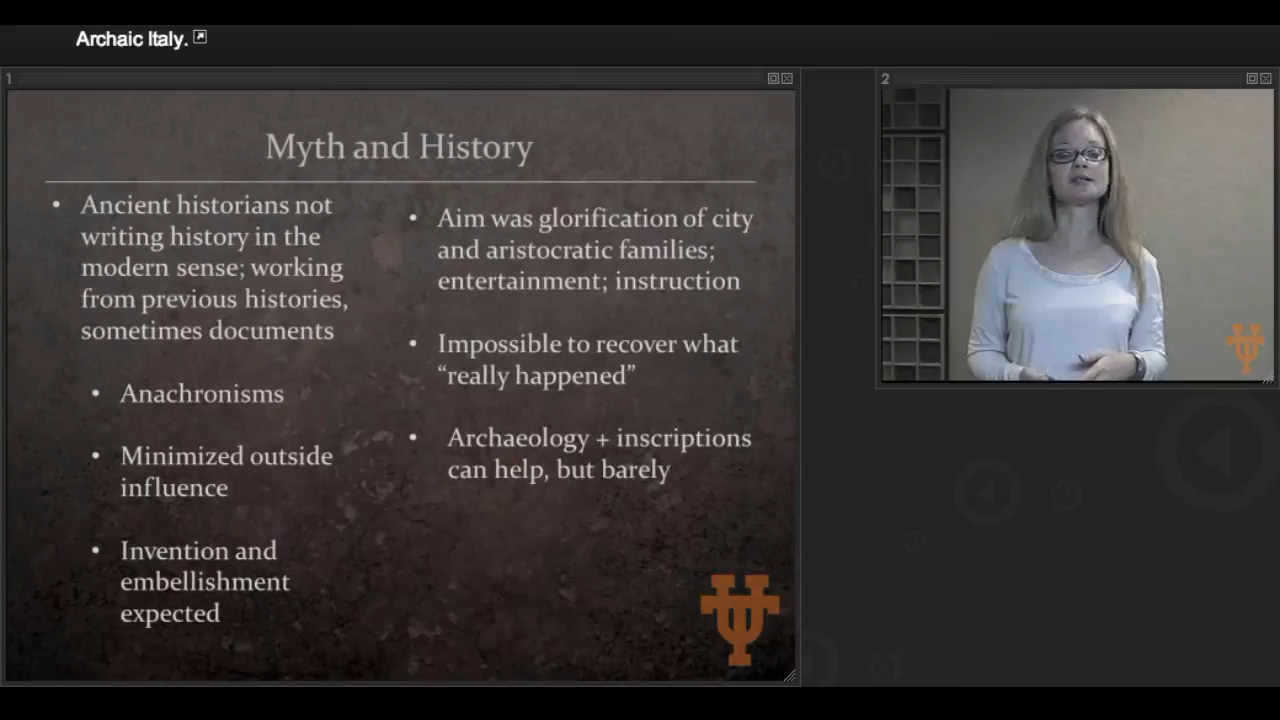 Archaic Italy.
1
2
Myth and History
• Ancient historians not
writing history in the
modern sense; working
from previous histories,
sometimes documents
• Anachronisms
• Minimized outside
influence
• Invention and
embellishment
expected
• Aim was glorification of city
and aristocratic families;
entertainment; instruction
• Impossible to recover what
“really happened”
• Archaeology + inscriptions
can help, but barely
UT
UT